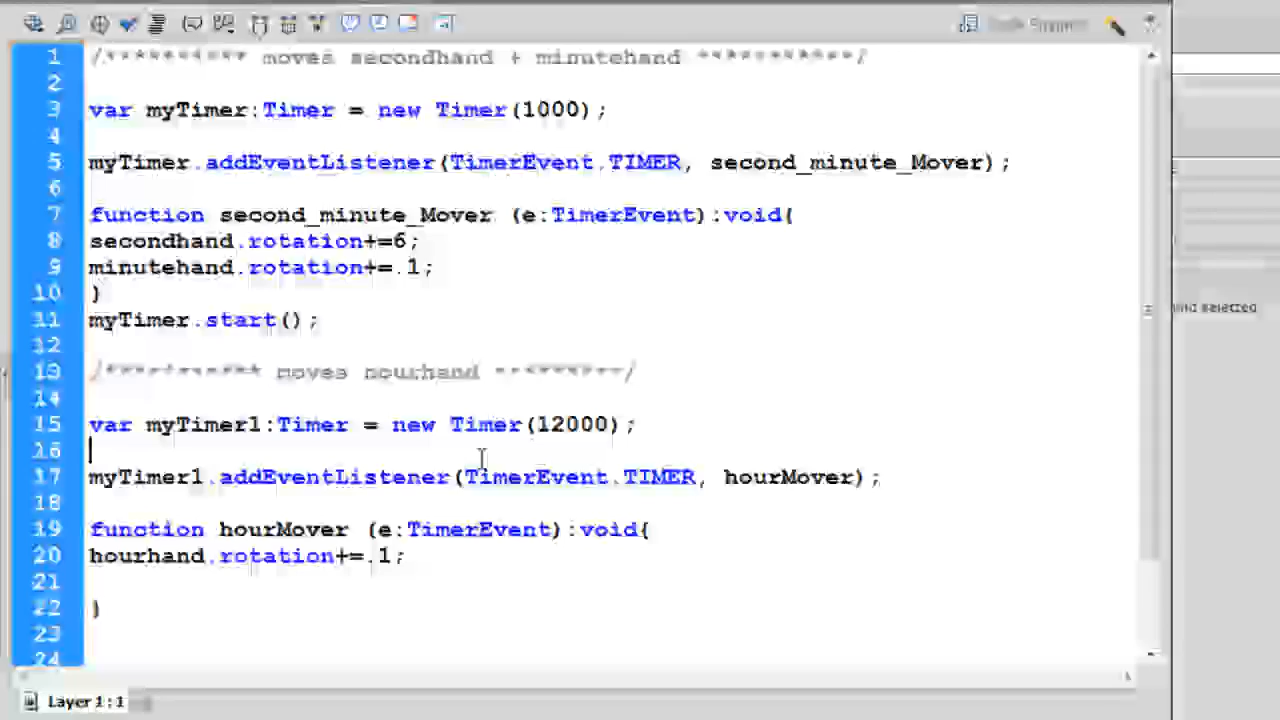 /********** moves secondhand + minutehand ***********/
var myTimer:Timer = new Timer(1000);
myTimer.addEventListener(TimerEvent.TIMER, second_minute_Mover);
function second_minute_Mover (e:TimerEvent):void{
secondhand.rotation+=6;
minutehand.rotation+=.1;
}
myTimer.start();
/*********** moves hourhand *********/
var myTimer1:Timer = new Timer(12000);
myTimer1.addEventListener(TimerEvent.TIMER, hourMover);
function hourMover (e:TimerEvent):void{
hourhand.rotation+=.1;
}
1
2
3
4
5
6
7
8
9
10
11
12
13
14
15
16
17
18
19
20
21
22
23
24
Code Snippets
selected
Layer 1:1